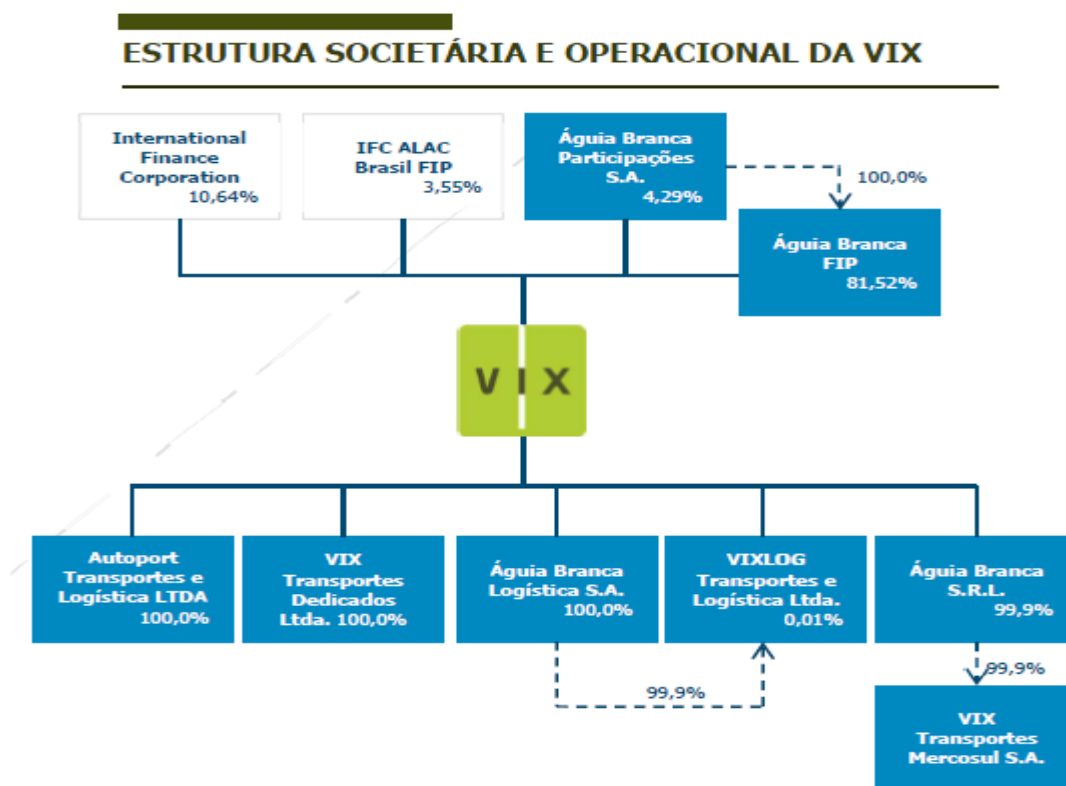 ESTRUTURA SOCIETÁRIA E OPERACIONAL DA VIX
International
Finance
Corporation
10,64%
IFC ALAC
Brasil FIP
3,55%
Águia Branca
Participações
S.A.
4,29%
100,0%
Águia Branca
FIP
81,52%
VIX
Autoport
Transportes e
Logística LTDA
100,0%
VIX
Transportes
Dedicados
Ltda. 100,0%
Águia Branca
Logística S.A.
100,0%
VIXLOG
Transportes e
Logística Ltda.
0,01%
Águia Branca
S.R.L.
99,9%
99,9%
99,9%
VIX
Transportes
Mercosul S.A.